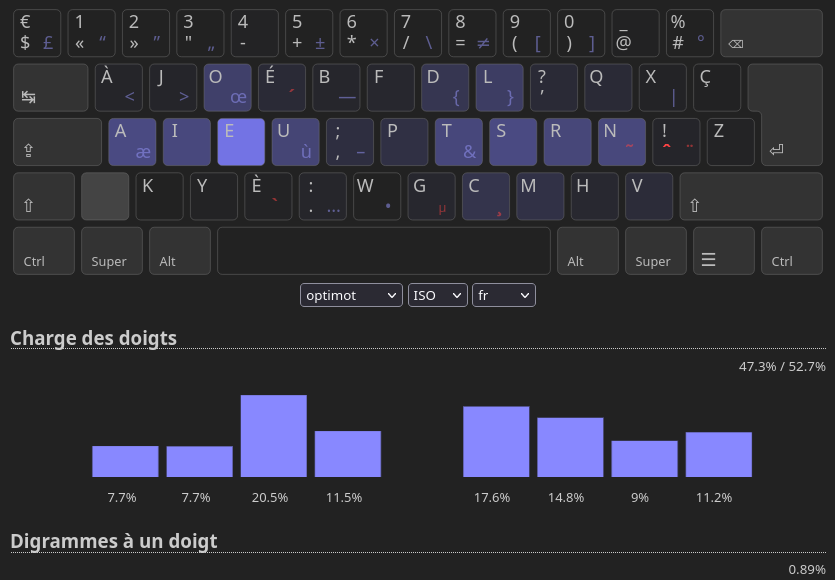 € 1 2 3 4 5 6 7 8 9 0 _ %
$ £ « “ » ” " „ - + ± * × / \ = ≠ ( [ ) ] @ # ° ⌫
À J O É B F D L ? Q X Ç
↹ < > œ ´ — { } ’ |
A I E U ; P T S R N ! Z
⇪ æ ù , – & ~ ˆ ¨ ⏎
K Y È : W G C M H V
⇧ ` . … • µ ¸ ⇧
Ctrl Super Alt Alt Super ☰ Ctrl
optimot ISO fr
Charge des doigts
47.3% / 52.7%
7.7% 7.7% 20.5% 11.5% 17.6% 14.8% 9% 11.2%
Digrammes à un doigt
0.89%